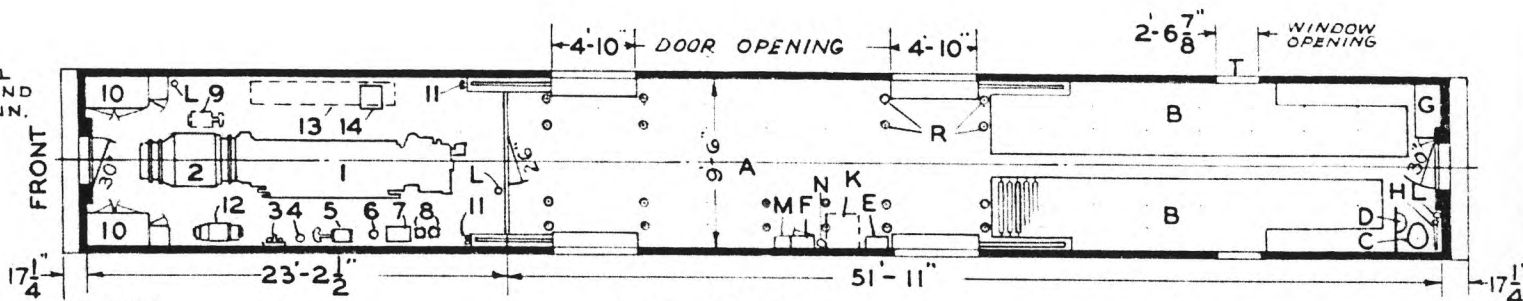 4'-10" DOOR OPENING 4'-10" 2'-6 7/8" WINDOW OPENING
ND
N.
FRONT
10 L 9 13 14 11 R T B G
30" 2 1 26" L 9'-6" A 30"
10 12 3 4 5 6 7 8 11 M F N K E B D C H L
17 1/4" 23'-2 1/2" 51'-11" 17 1/4"